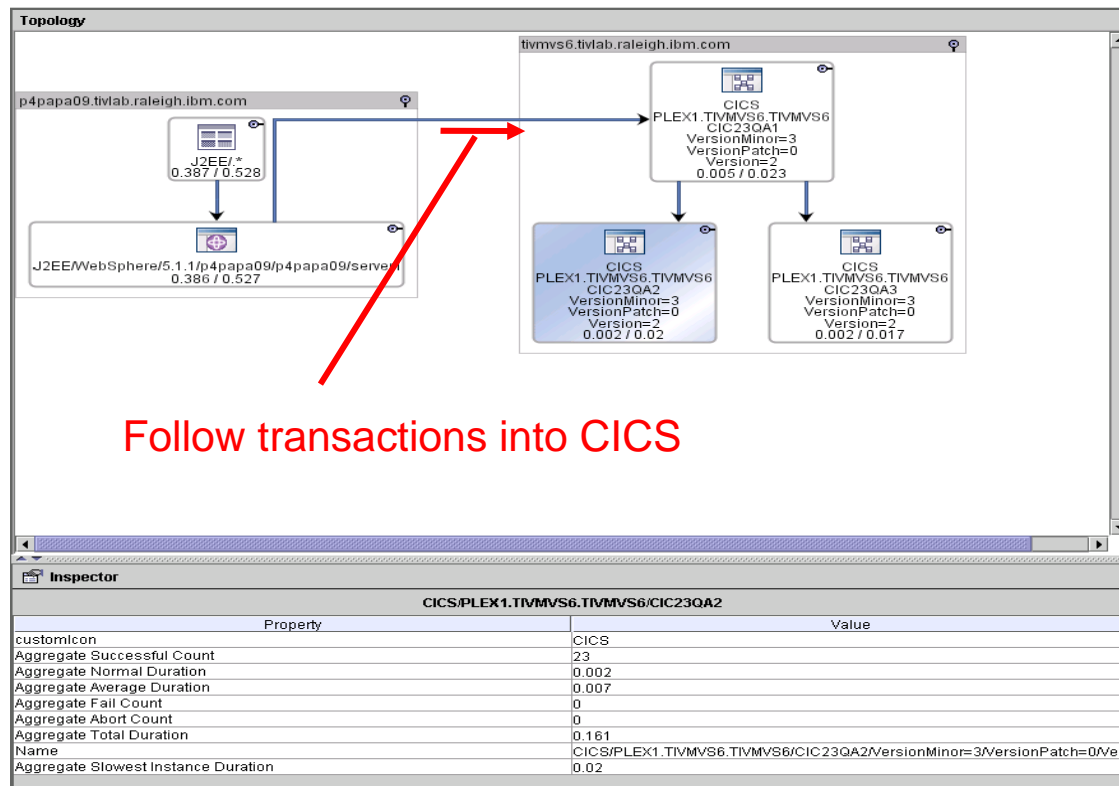 Topology
p4papa09.tivlab.raleigh.ibm.com
J2EE/.*
0.387 / 0.528
J2EE/WebSphere/5.1.1/p4papa09/p4papa09/server1
0.386 / 0.527
tivmvs6.tivlab.raleigh.ibm.com
CICS
PLEX1.TIVMVS6.TIVMVS6
CIC23QA1
VersionMinor=3
VersionPatch=0
Version=2
0.005 / 0.023
CICS
PLEX1.TIVMVS6.TIVMVS6
CIC23QA2
VersionMinor=3
VersionPatch=0
Version=2
0.002 / 0.02
CICS
PLEX1.TIVMVS6.TIVMVS6
CIC23QA3
VersionMinor=3
VersionPatch=0
Version=2
0.002 / 0.017
Follow transactions into CICS
Inspector
CICS/PLEX1.TIVMVS6.TIVMVS6/CIC23QA2
Property Value
customIcon CICS
Aggregate Successful Count 23
Aggregate Normal Duration 0.002
Aggregate Average Duration 0.007
Aggregate Fail Count 0
Aggregate Abort Count 0
Aggregate Total Duration 0.161
Name CICS/PLEX1.TIVMVS6.TIVMVS6/CIC23QA2/VersionMinor=3/VersionPatch=0/Ve
Aggregate Slowest Instance Duration 0.02